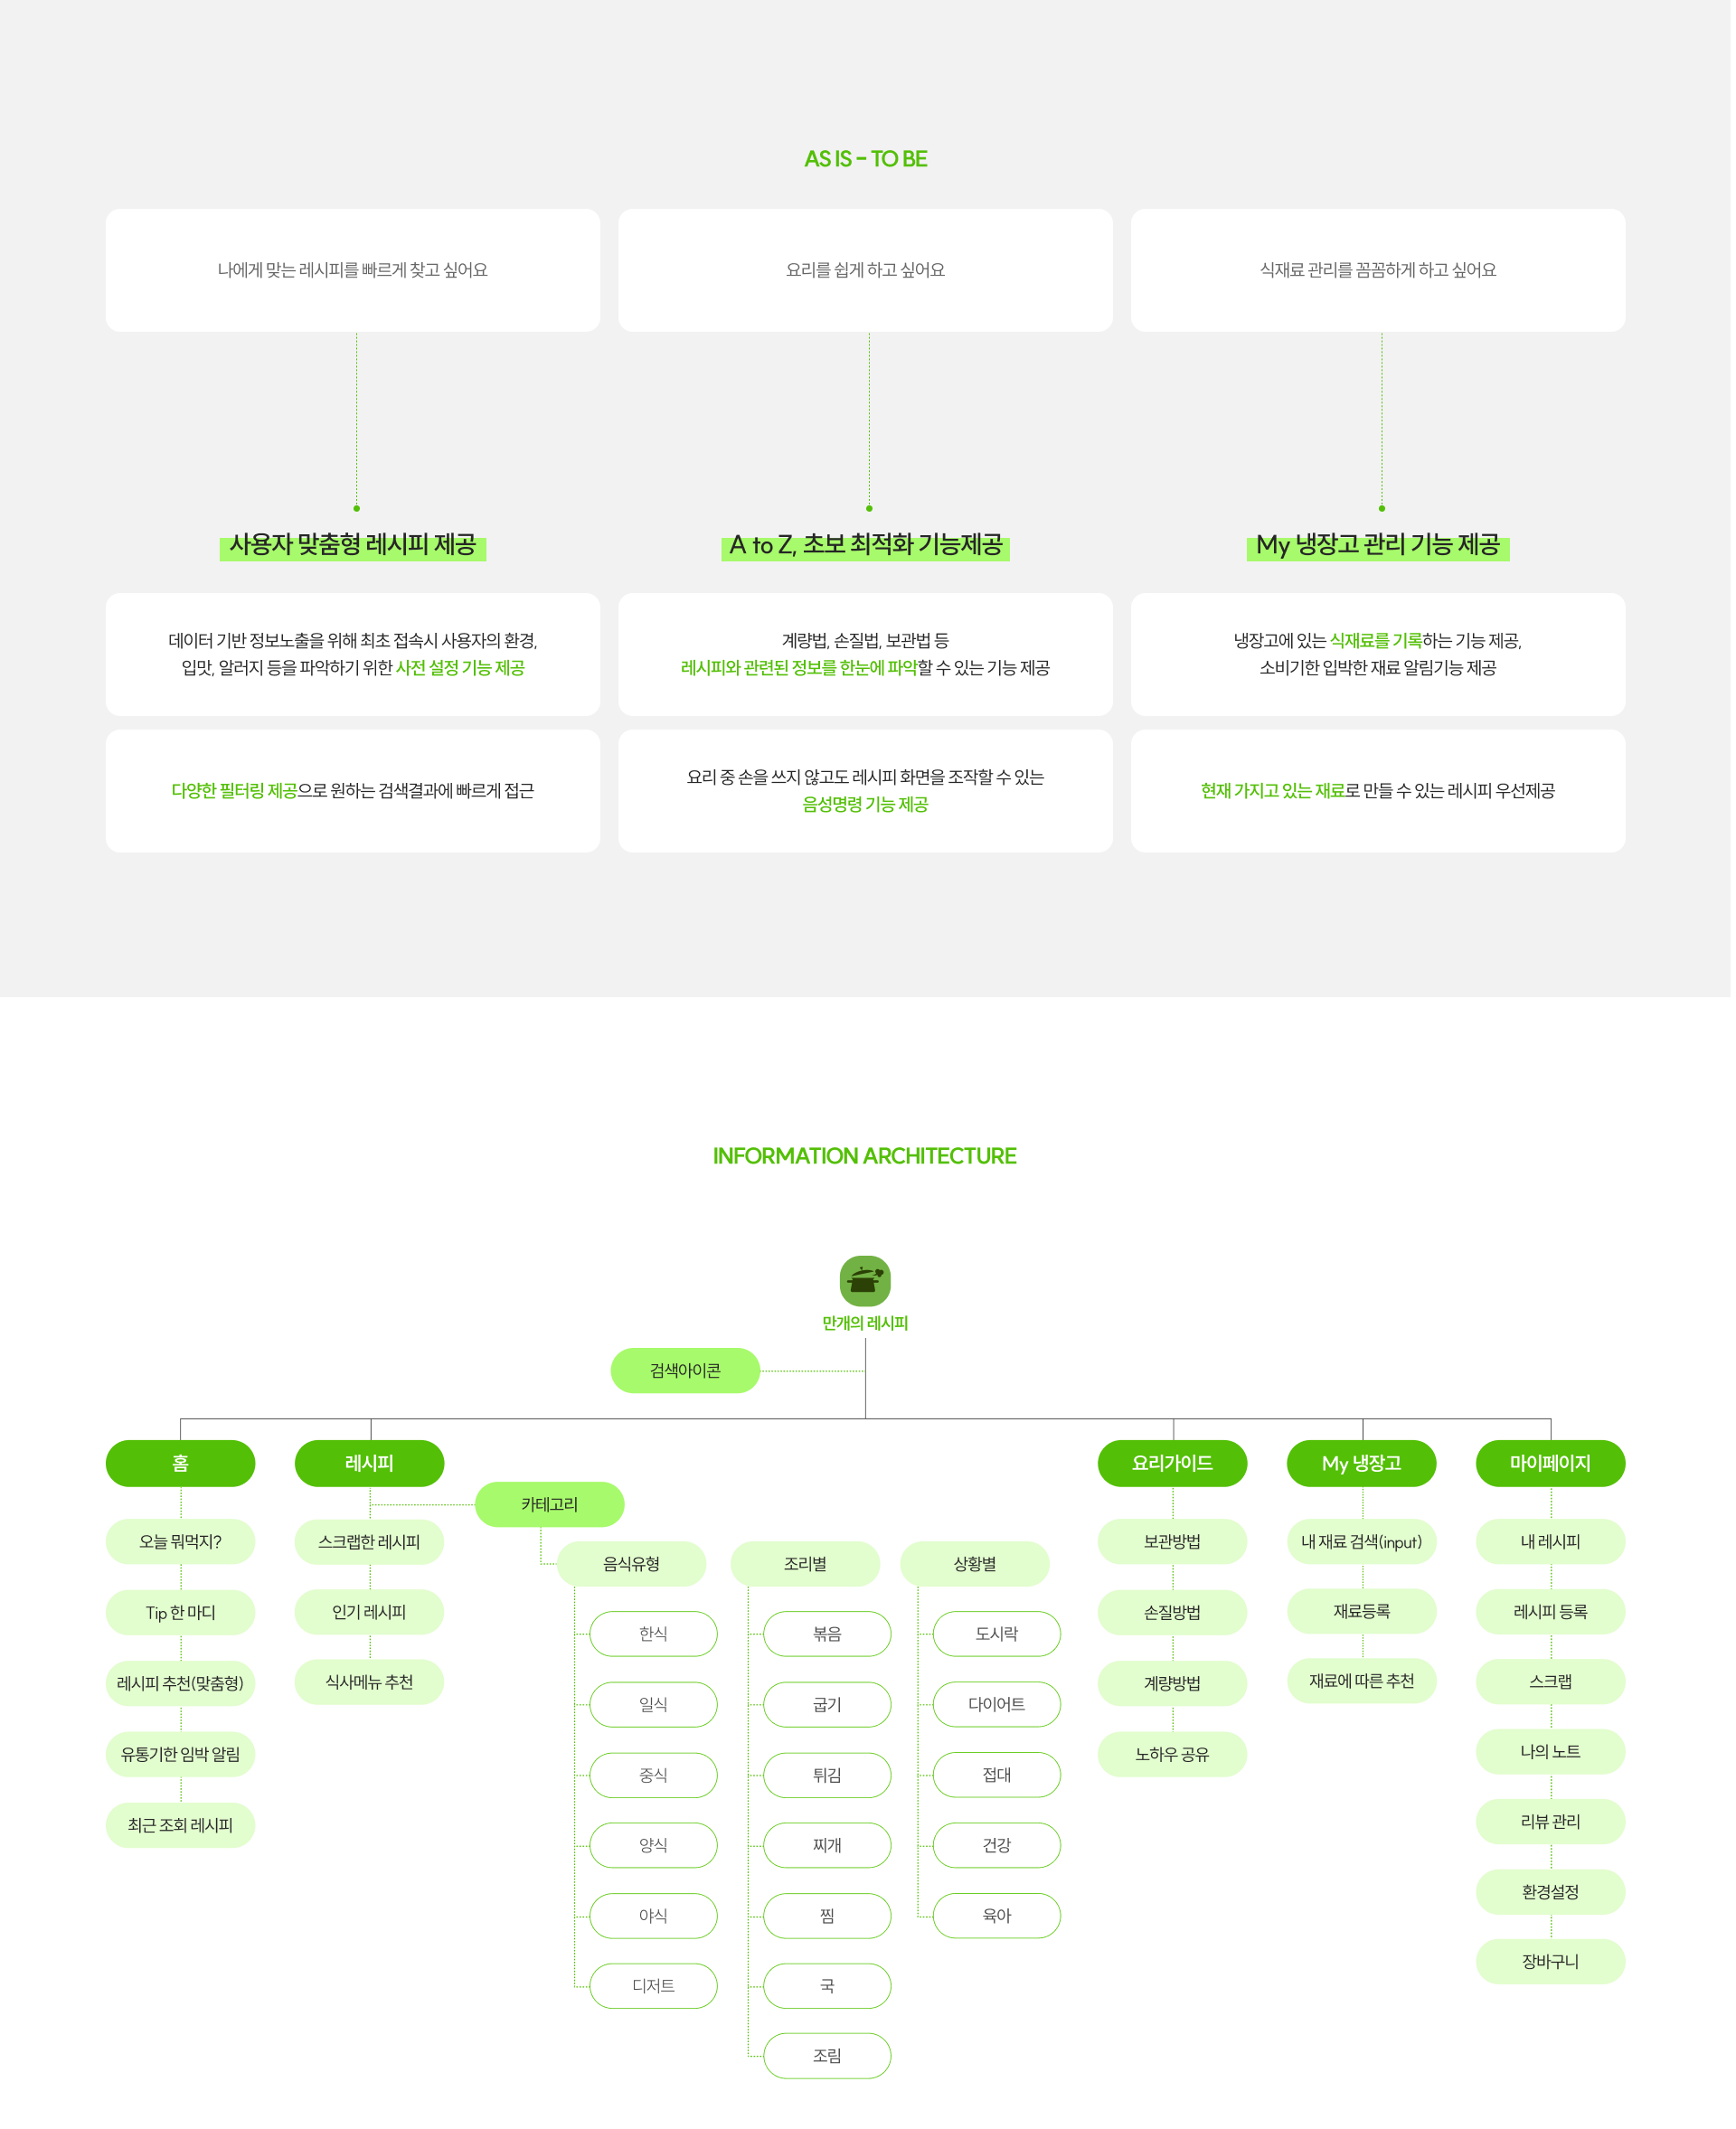 AS IS - TO BE
나에게 맞는 레시피를 빠르게 찾고 싶어요
요리를 쉽게 하고 싶어요
식재료 관리를 꼼꼼하게 하고 싶어요
사용자 맞춤형 레시피 제공
A to Z, 초보 최적화 기능제공
My 냉장고 관리 기능 제공
데이터 기반 정보노출을 위해 최초 접속시 사용자의 환경,
입맛, 알러지 등을 파악하기 위한 사전 설정 기능 제공
계량법, 손질법, 보관법 등
레시피와 관련된 정보를 한눈에 파악할 수 있는 기능 제공
냉장고에 있는 식재료를 기록하는 기능 제공,
소비기한 입박한 재료 알림기능 제공
다양한 필터링 제공으로 원하는 검색결과에 빠르게 접근
요리 중 손을 쓰지 않고도 레시피 화면을 조작할 수 있는
음성명령 기능 제공
현재 가지고 있는 재료로 만들 수 있는 레시피 우선제공
INFORMATION ARCHITECTURE
만개의 레시피
검색아이콘
홈
오늘 뭐먹지?
Tip 한 마디
레시피 추천(맞춤형)
유통기한 임박 알림
최근 조회 레시피
레시피
스크랩한 레시피
인기 레시피
식사메뉴 추천
카테고리
음식유형
한식
일식
중식
양식
야식
디저트
조리별
볶음
굽기
튀김
찌개
찜
국
조림
상황별
도시락
다이어트
접대
건강
육아
요리가이드
보관방법
손질방법
계량방법
노하우 공유
My 냉장고
내 재료 검색(input)
재료등록
재료에 따른 추천
마이페이지
내 레시피
레시피 등록
스크랩
나의 노트
리뷰 관리
환경설정
장바구니